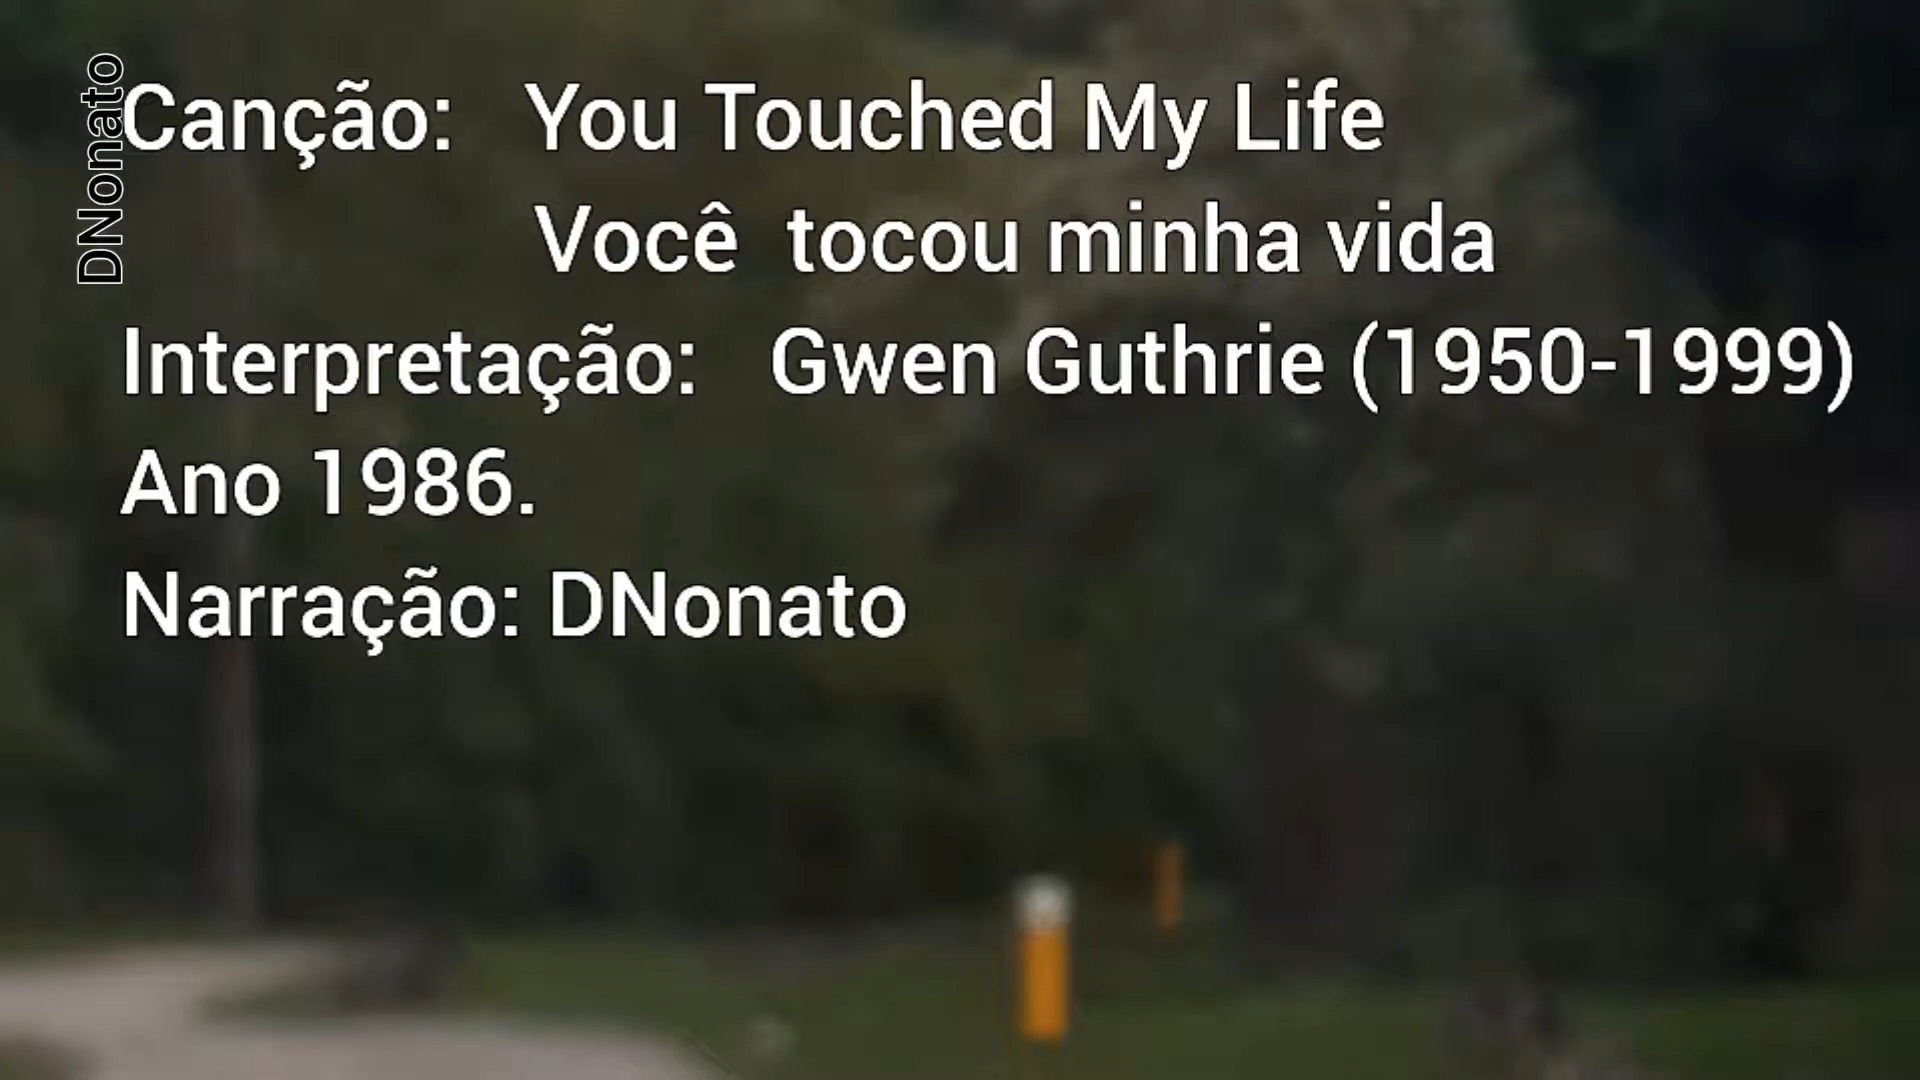 DNonato
Canção: You Touched My Life
Você tocou minha vida
Interpretação: Gwen Guthrie (1950-1999)
Ano 1986.
Narração: DNonato